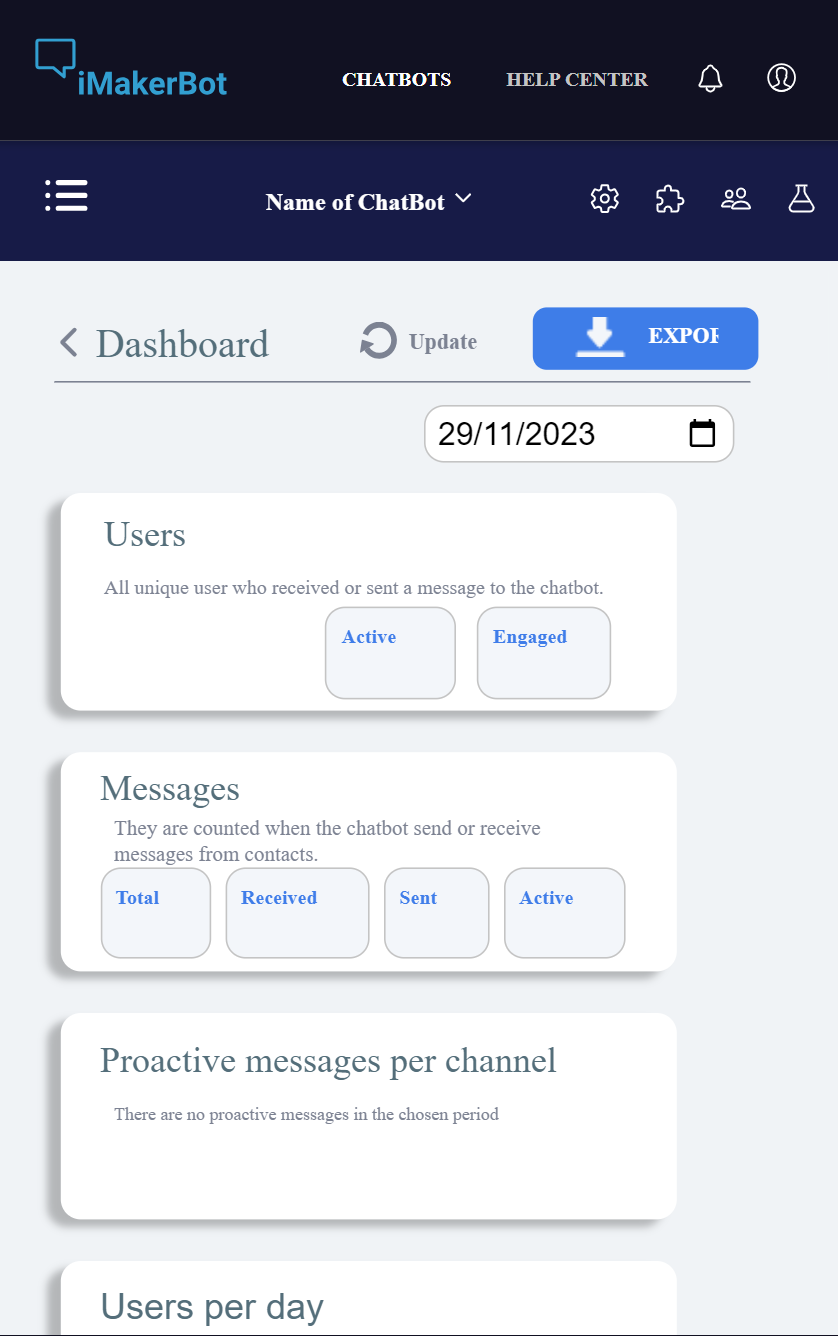 iMakerBot
CHATBOTS
HELP CENTER
Name of ChatBot
Dashboard
Update
EXPOR
29/11/2023
Users
All unique user who received or sent a message to the chatbot.
Active
Engaged
Messages
They are counted when the chatbot send or receive
messages from contacts.
Total
Received
Sent
Active
Proactive messages per channel
There are no proactive messages in the chosen period
Users per day